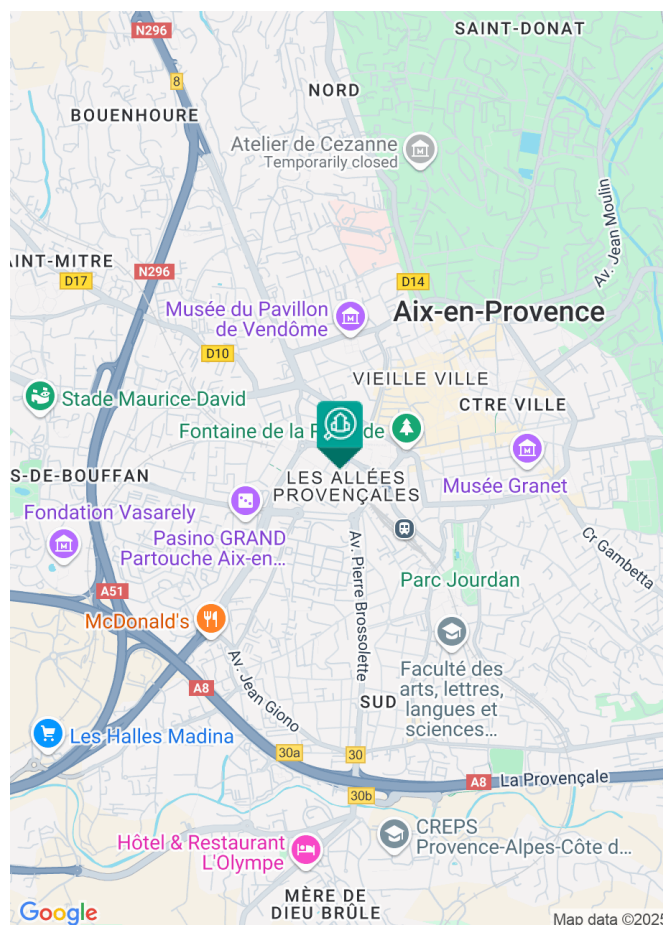 N296
SAINT-DONAT
8
NORD
BOUENHOURE
Atelier de Cezanne
Temporarily closed
Av. Jean Moulin
AINT-MITRE
N296
D17
D14
Musée du Pavillon
de Vendôme
Aix-en-Provence
D10
VIEILLE VILLE
Stade Maurice-David
CTRE VILLE
Fontaine de la
de
S-DE-BOUFFAN
LES ALLÉES
PROVENÇALES
Musée Granet
Fondation Vasarely
Pasino GRAND
Partouche Aix-en...
Av. Pierre Brossolette
Cr Gambetta
Parc Jourdan
A51
McDonald's
Av. Jean Giono
Faculté des
arts, lettres,
langues et
sciences...
A8
SUD
Les Halles Madina
30a
30
A8
La Provençale
30b
CREPS
Provence-Alpes-Côte d...
Hôtel & Restaurant
L'Olympe
MÈRE DE
DIEU BRÛLE
Google
Map data ©2025